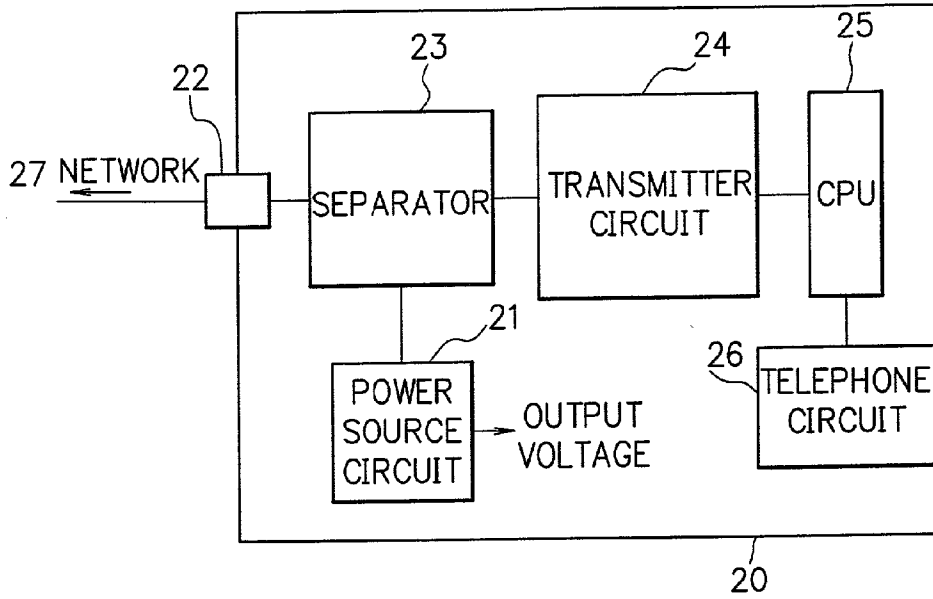 25
23
24
22
27 NETWORK
SEPARATOR
TRANSMITTER
CIRCUIT
CPU
21
26
POWER
SOURCE
CIRCUIT
OUTPUT
VOLTAGE
TELEPHONE
CIRCUIT
20